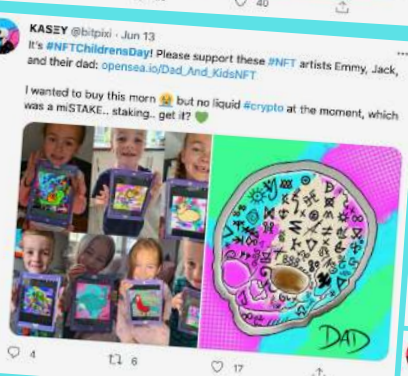 40
KASEY @bitpixi · Jun 13
It's #NFTChildrensDay! Please support these #NFT artists Emmy, Jack,
and their dad: opensea.io/Dad_And_KidsNFT
I wanted to buy this morn 😢 but no liquid #crypto at the moment, which
was a miSTAKE.. staking.. get it? 💚
DAD
4 6 17